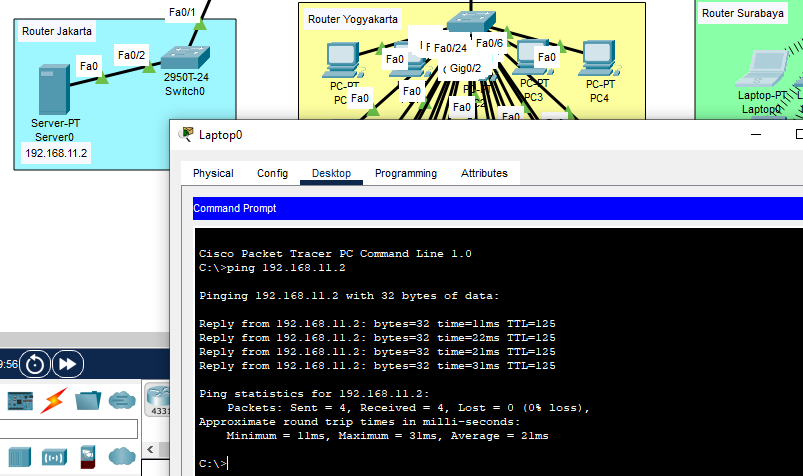 Fa0/1
Router Jakarta
Fa0/2
Fa0
2950T-24
Switch0
Server-PT
Server0
192.168.11.2
Router Yogyakarta
Fa0/24
Fa0/6
Fa0
Gig0/2
Fa0
PC-PT
Fa0
Fa0
Fa0
PC-PT
PC3
Fa0
PC-PT
PC4
Router Surabaya
Laptop-PT
Laptop0
Laptop0
Physical
Config
Desktop
Programming
Attributes
Command Prompt
Cisco Packet Tracer PC Command Line 1.0
C:\>ping 192.168.11.2
Pinging 192.168.11.2 with 32 bytes of data:
Reply from 192.168.11.2: bytes=32 time=11ms TTL=125
Reply from 192.168.11.2: bytes=32 time=22ms TTL=125
Reply from 192.168.11.2: bytes=32 time=21ms TTL=125
Reply from 192.168.11.2: bytes=32 time=31ms TTL=125
Ping statistics for 192.168.11.2:
Packets: Sent = 4, Received = 4, Lost = 0 (0% loss),
Approximate round trip times in milli-seconds:
Minimum = 11ms, Maximum = 31ms, Average = 21ms
C:\>